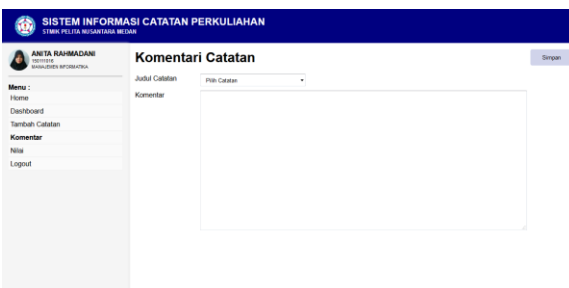 SISTEM INFORMASI CATATAN PERKULIAHAN
STMIK PELITA NUSANTARA MEDAN
ANITA RAHMADANI
MANAJEMEN INFORMATIKA
Menu :
Home
Dashboard
Tambah Catatan
Komentar
Nilai
Logout
Komentari Catatan
Simpan
Judul Catatan
Pilih Catatan
Komentar